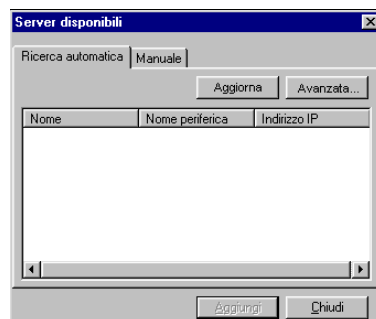 Server disponibili
Ricerca automatica Manuale
Aggiorna Avanzata...
Nome Nome periferica Indirizzo IP
Aggiungi Chiudi